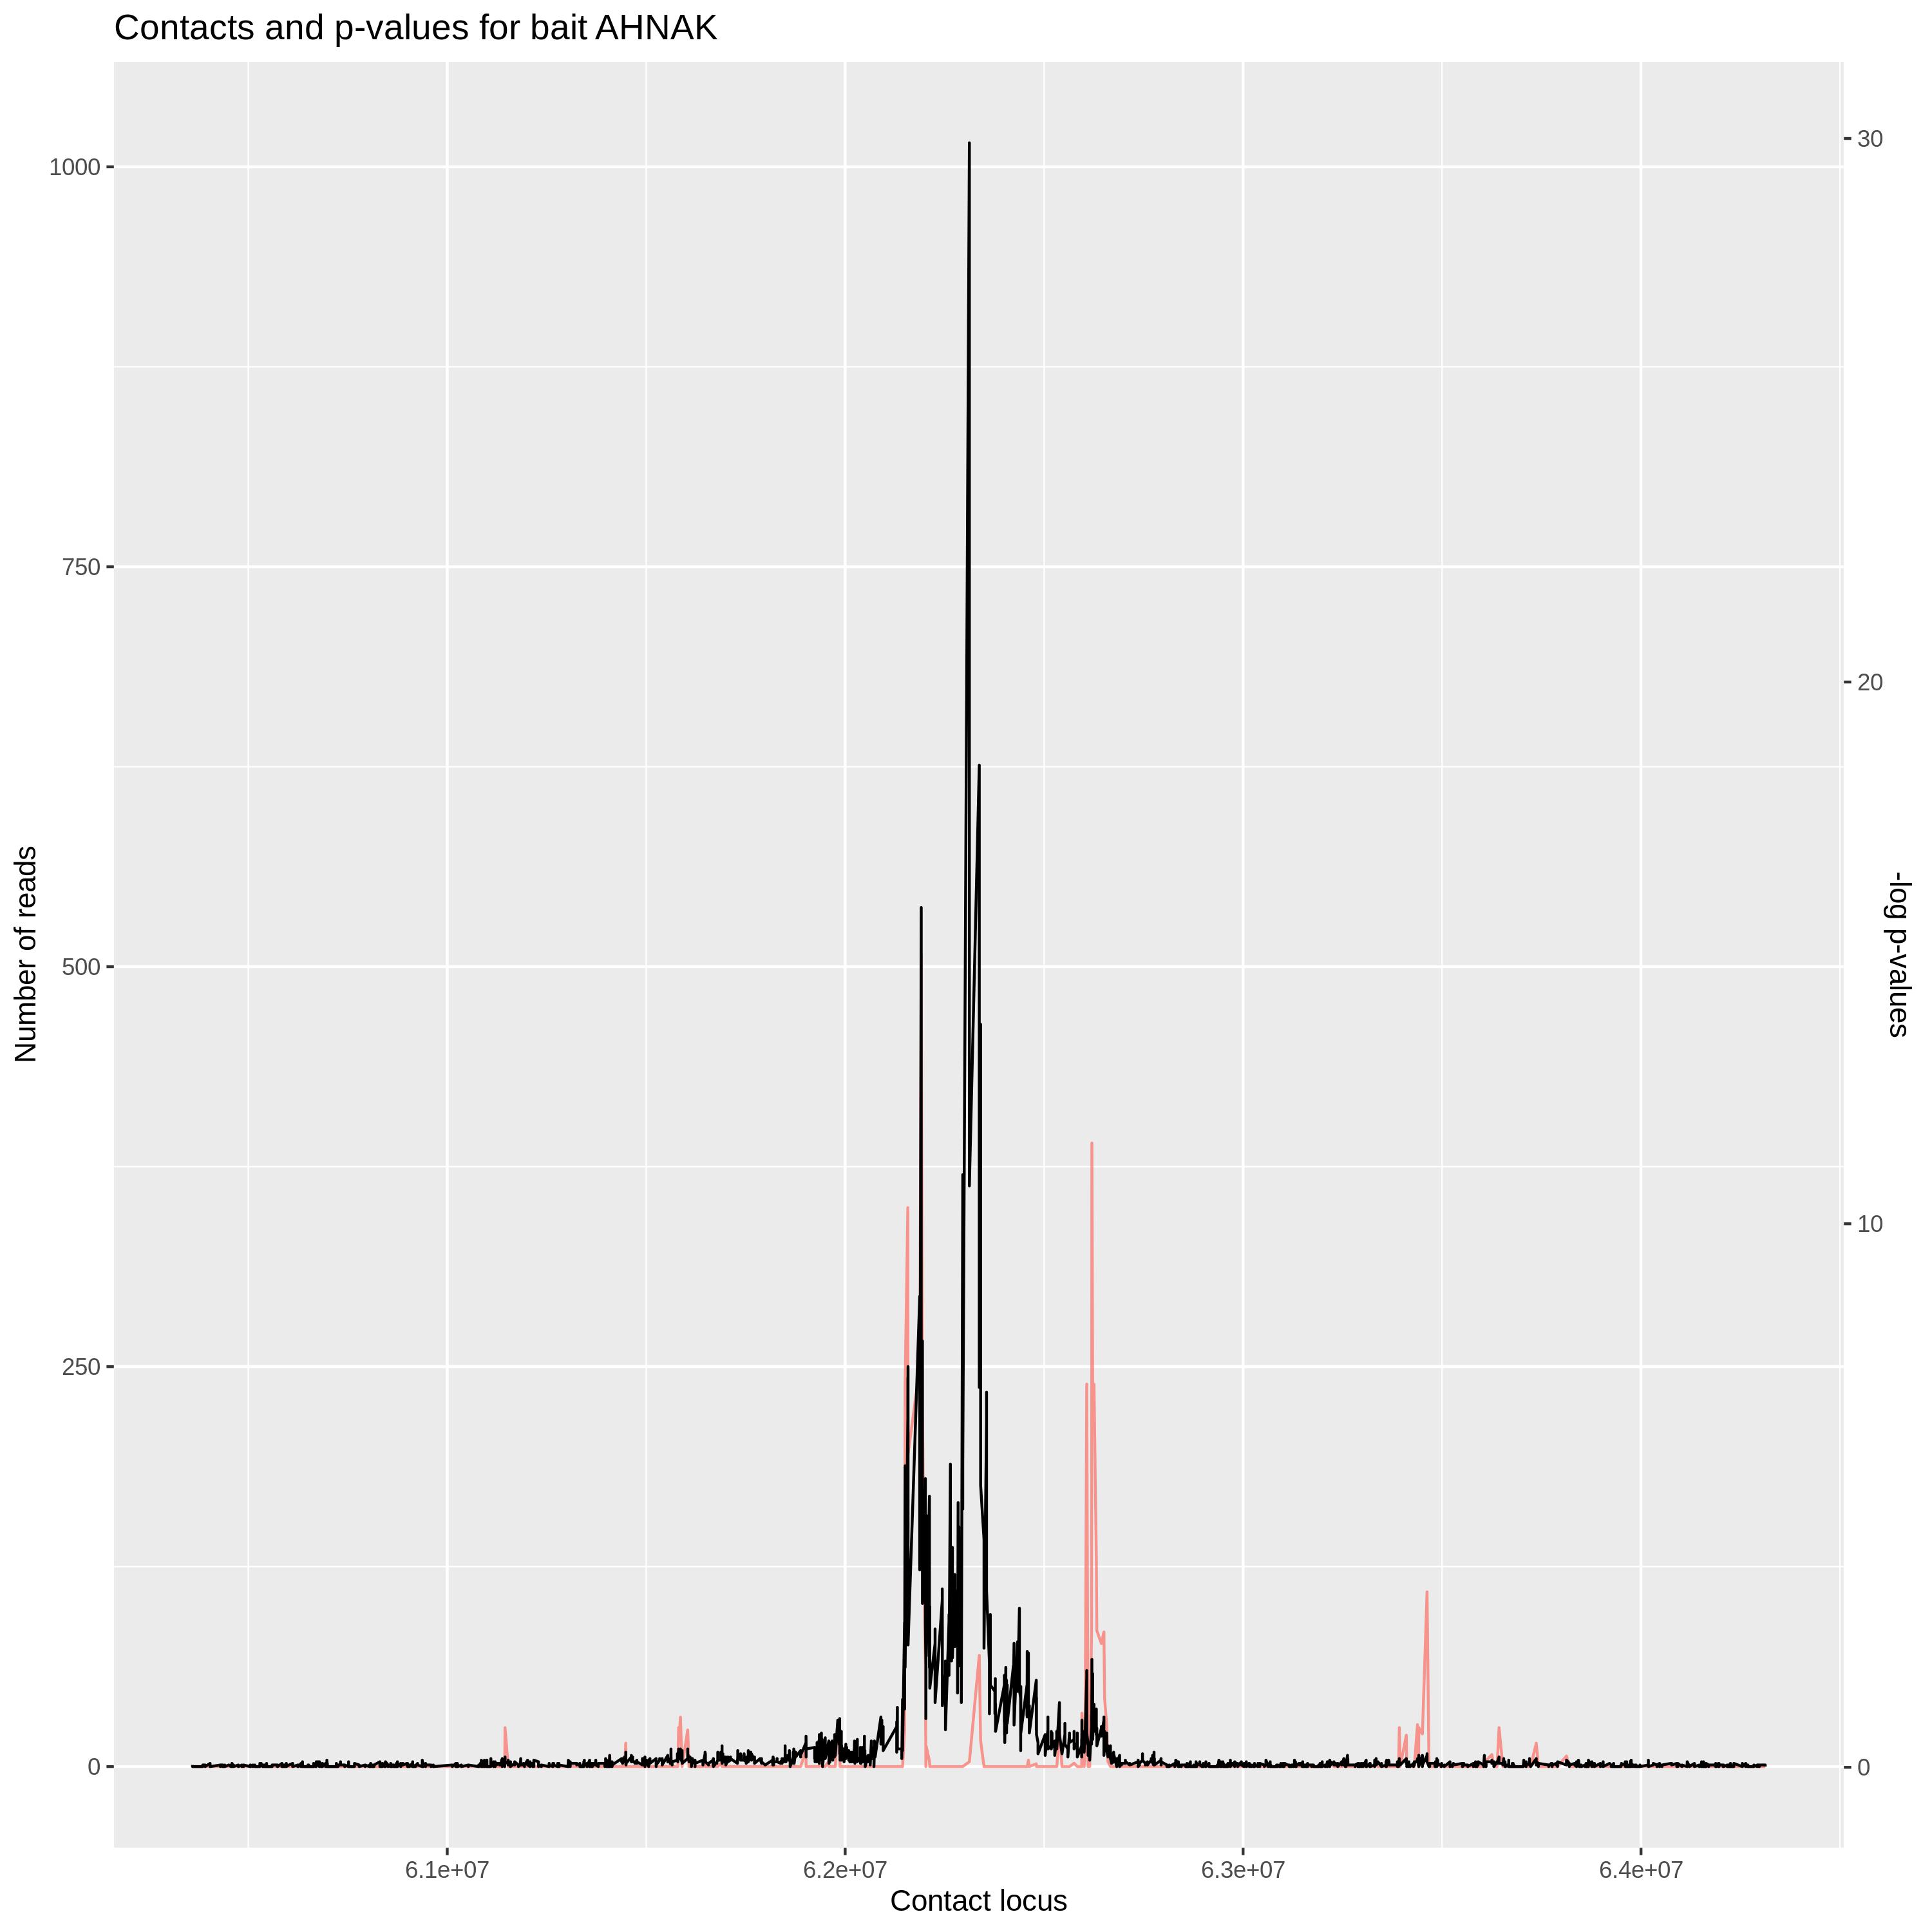 Contacts and p-values for bait AHNAK
Number of reads
1000
750
500
250
0
30
20
10
0
-log p-values
6.1e+07
6.2e+07
6.3e+07
6.4e+07
Contact locus